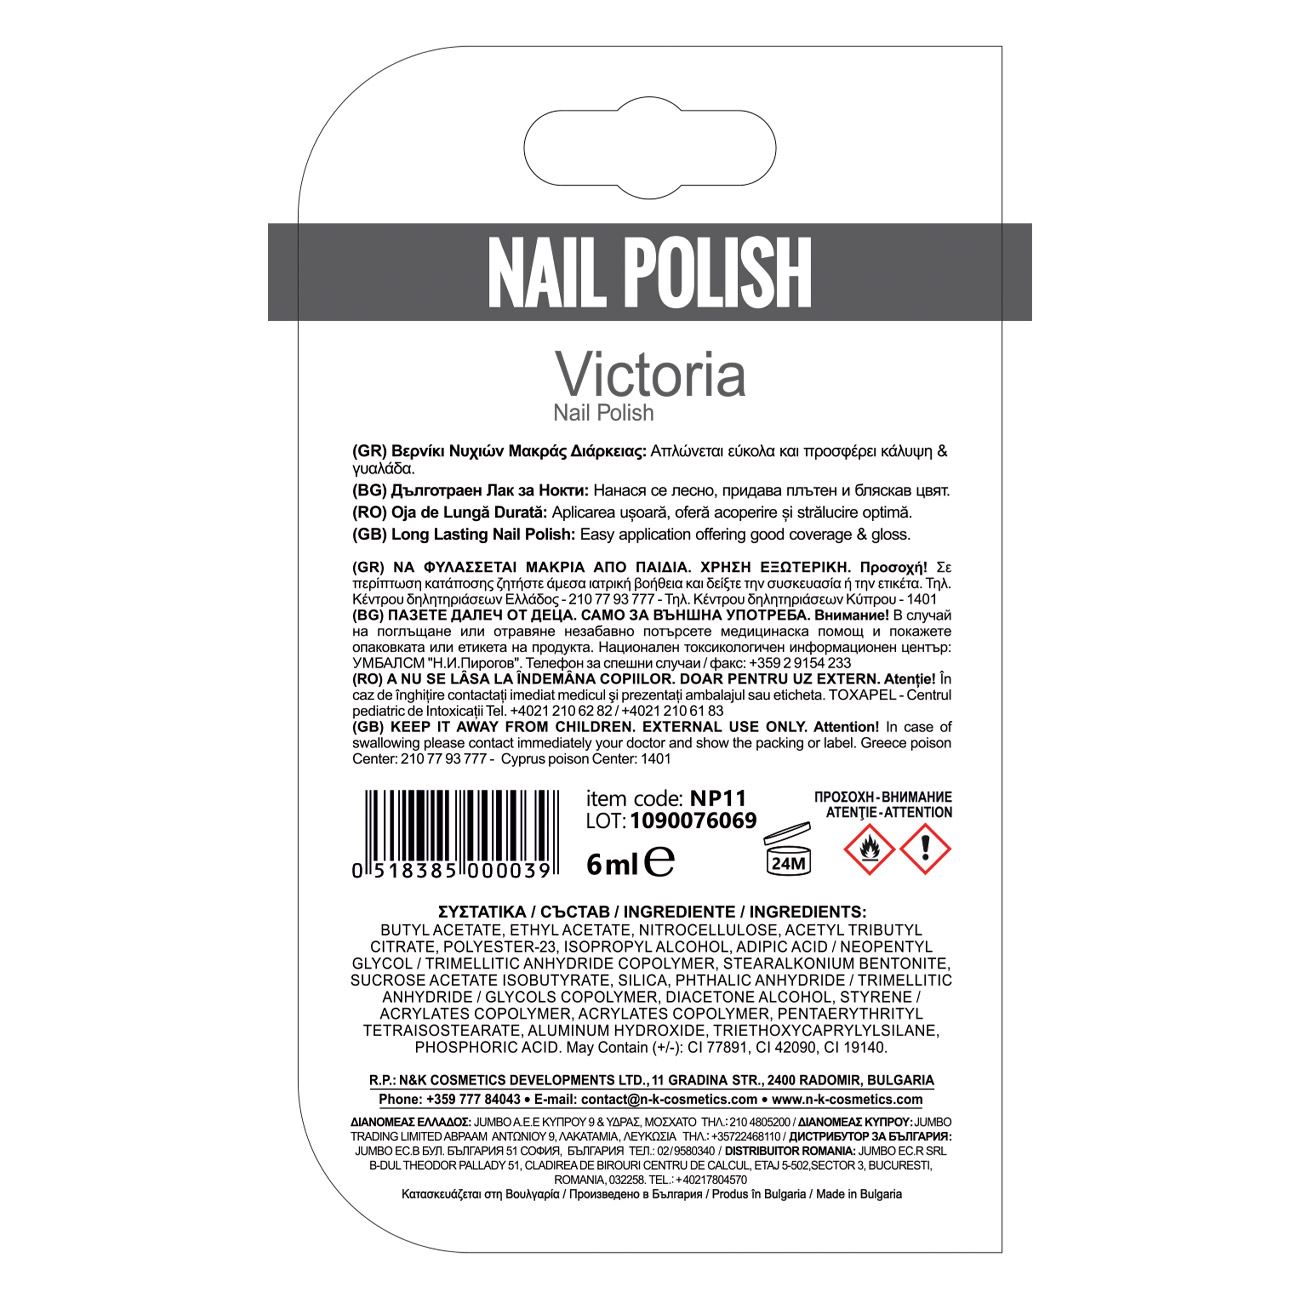 NAIL POLISH
Victoria
Nail Polish
(GR) Βερνίκι Νυχιών Μακράς Διάρκειας: Απλώνεται εύκολα και προσφέρει κάλυψη &
γυαλάδα.
(BG) Дълготраен Лак за Нокти: Нанася се лесно, придава плътен и бляскав цвят.
(RO) Oja de Lungă Durată: Aplicarea ușoară, oferă acoperire și strălucire optimă.
(GB) Long Lasting Nail Polish: Easy application offering good coverage & gloss.
(GR) ΝΑ ΦΥΛΑΣΣΕΤΑΙ ΜΑΚΡΙΑ ΑΠΟ ΠΑΙΔΙΑ. ΧΡΗΣΗ ΕΞΩΤΕΡΙΚΗ. Προσοχή! Σε
περίπτωση κατάποσης ζητήστε άμεσα ιατρική βοήθεια και δείξτε την συσκευασία ή την ετικέτα. Τηλ.
Κέντρου δηλητηριάσεων Ελλάδος - 210 77 93 777 - Τηλ. Κέντρου δηλητηριάσεων Κύπρου - 1401
(BG) ПАЗЕТЕ ДАЛЕЧ ОТ ДЕЦА. САМО ЗА ВЪНШНА УПОТРЕБА. Внимание! В случай
на поглъщане или отравяне незабавно потърсете медицинаска помощ и покажете
опаковката или етикета на продукта. Национален токсикологичен информационен център:
УМБАЛСМ "Н.И.Пирогов". Телефон за спешни случаи / факс: +359 2 9154 233
(RO) A NU SE LÂSA LA ÎNDEMÂNA COPIILOR. DOAR PENTRU UZ EXTERN. Atenție! În
caz de înghițire contactați imediat medicul şi prezentați ambalajul sau eticheta. TOXAPEL - Centrul
pediatric de Intoxicații Tel. +4021 210 62 82 / +4021 210 61 83
(GB) KEEP IT AWAY FROM CHILDREN. EXTERNAL USE ONLY. Attention! In case of
swallowing please contact immediately your doctor and show the packing or label. Greece poison
Center: 210 77 93 777 - Cyprus poison Center: 1401
item code: NP11
LOT: 1090076069
6 ml ℮
24M
ΠΡΟΣΟΧΗ - ВНИМАНИЕ
ATENŢIE - ATTENTION
0 518385 000039
ΣΥΣΤΑΤΙΚΑ / СЪСТАВ / INGREDIENTE / INGREDIENTS:
BUTYL ACETATE, ETHYL ACETATE, NITROCELLULOSE, ACETYL TRIBUTYL
CITRATE, POLYESTER-23, ISOPROPYL ALCOHOL, ADIPIC ACID / NEOPENTYL
GLYCOL / TRIMELLITIC ANHYDRIDE COPOLYMER, STEARALKONIUM BENTONITE,
SUCROSE ACETATE ISOBUTYRATE, SILICA, PHTHALIC ANHYDRIDE / TRIMELLITIC
ANHYDRIDE / GLYCOLS COPOLYMER, DIACETONE ALCOHOL, STYRENE /
ACRYLATES COPOLYMER, ACRYLATES COPOLYMER, PENTAERYTHRITYL
TETRAISOSTEARATE, ALUMINUM HYDROXIDE, TRIETHOXYCAPRYLYLSILANE,
PHOSPHORIC ACID. May Contain (+/-): CI 77891, CI 42090, CI 19140.
R.P.: N&K COSMETICS DEVELOPMENTS LTD., 11 GRADINA STR., 2400 RADOMIR, BULGARIA
Phone: +359 777 84043 • E-mail: contact@n-k-cosmetics.com • www.n-k-cosmetics.com
ΔΙΑΝΟΜΕΑΣ ΕΛΛΑΔΟΣ: JUMBO Α.Ε.Ε ΚΥΠΡΟΥ 9 & ΥΔΡΑΣ, ΜΟΣΧΑΤΟ ΤΗΛ.: 210 4805200 / ΔΙΑΝΟΜΕΑΣ ΚΥΠΡΟΥ: JUMBO
TRADING LIMITED ΑΒΡΑΑΜ ΑΝΤΩΝΙΟΥ 9, ΛΑΚΑΤΑΜΙΑ, ΛΕΥΚΩΣΙΑ ΤΗΛ.: +35722468110 / ДИСТРИБУТОР ЗА БЪЛГАРИЯ:
JUMBO EC.B БУЛ. БЪЛГАРИЯ 51 СОФИЯ, БЪЛГАРИЯ ТЕЛ.: 02/9580340 / DISTRIBUITOR ROMANIA: JUMBO EC.R SRL
B-DUL THEODOR PALLADY 51, CLADIREA DE BIROURI CENTRU DE CALCUL, ETAJ 5-502,SECTOR 3, BUCURESTI,
ROMANIA, 032258. TEL.: +40217804570
Κατασκευάζεται στη Βουλγαρία / Произведено в България / Produs în Bulgaria / Made in Bulgaria